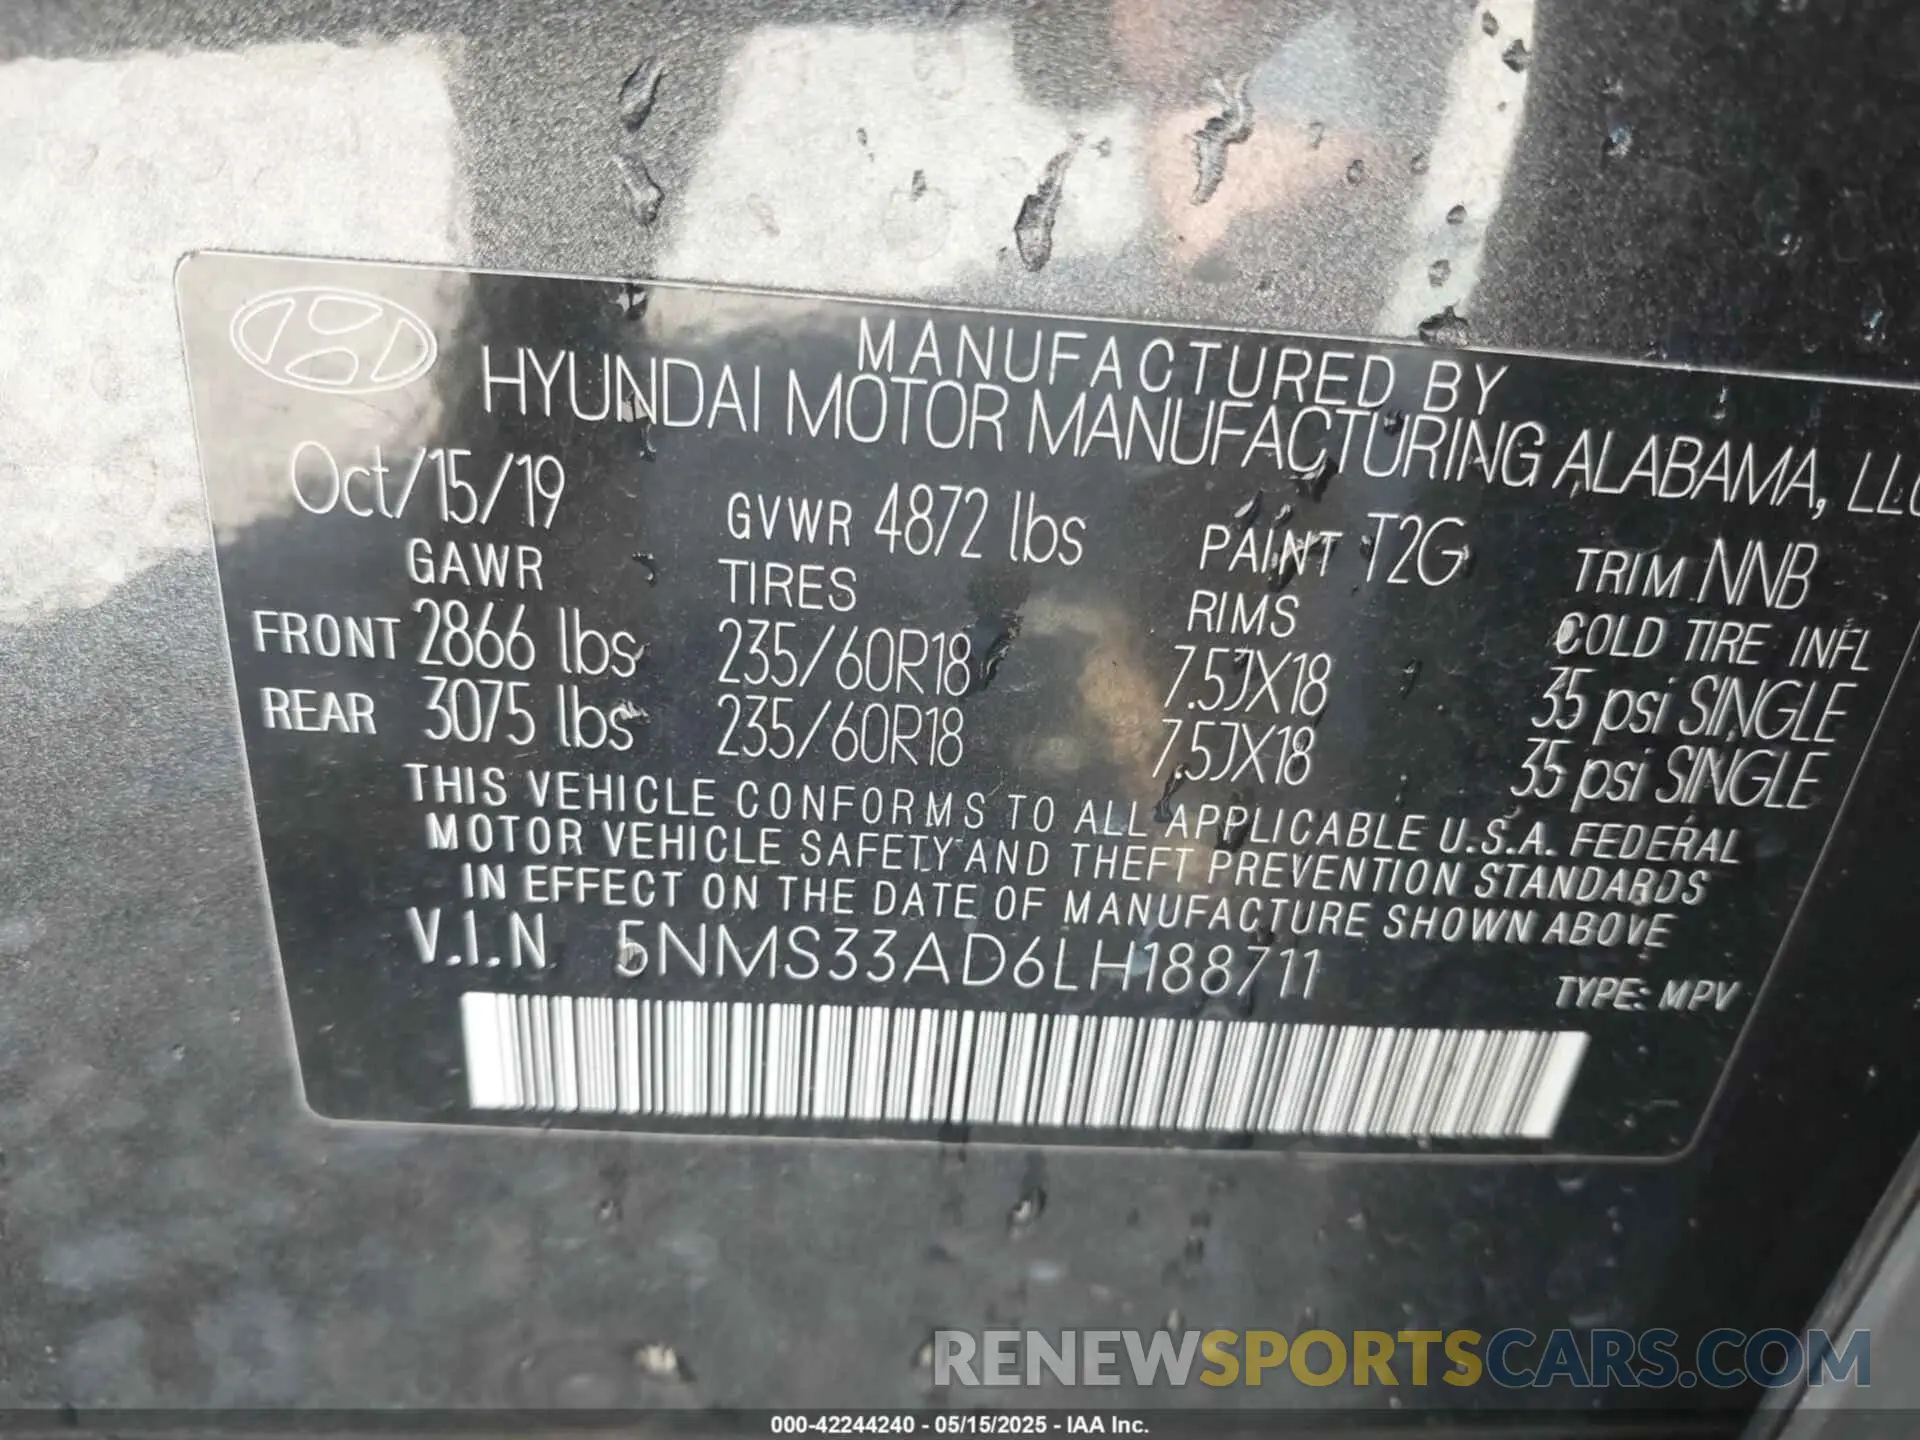 MANUFACTURED BY
HYUNDAI MOTOR MANUFACTURING ALABAMA, LLC
Oct/15/19 GVWR 4872 lbs PAINT T2G TRIM NNB
GAWR TIRES RIMS COLD TIRE INFL
FRONT 2866 lbs 235/60R18 7.5JX18 35 psi SINGLE
REAR 3075 lbs 235/60R18 7.5JX18 35 psi SINGLE
THIS VEHICLE CONFORMS TO ALL APPLICABLE U.S.A. FEDERAL
MOTOR VEHICLE SAFETY AND THEFT PREVENTION STANDARDS
IN EFFECT ON THE DATE OF MANUFACTURE SHOWN ABOVE
V.I.N. 5NMS33AD6LH188711
TYPE: MPV
RENEWSPORTSCARS.COM
000-42244240 - 05/15/2025 - IAA Inc.